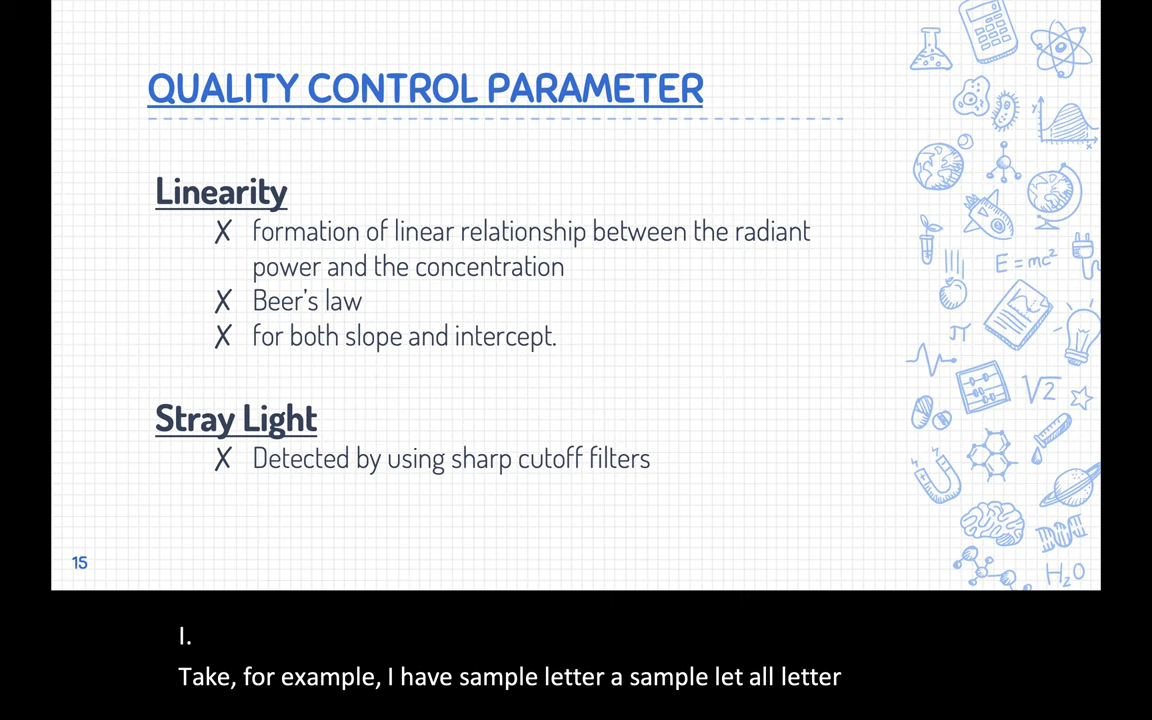 QUALITY CONTROL PARAMETER
Linearity
X formation of linear relationship between the radiant
power and the concentration
X Beer's law
X for both slope and intercept.
Stray Light
X Detected by using sharp cutoff filters
15
y
x
E = mc²
π
√2
H₂O
I.
Take, for example, I have sample letter a sample let all letter